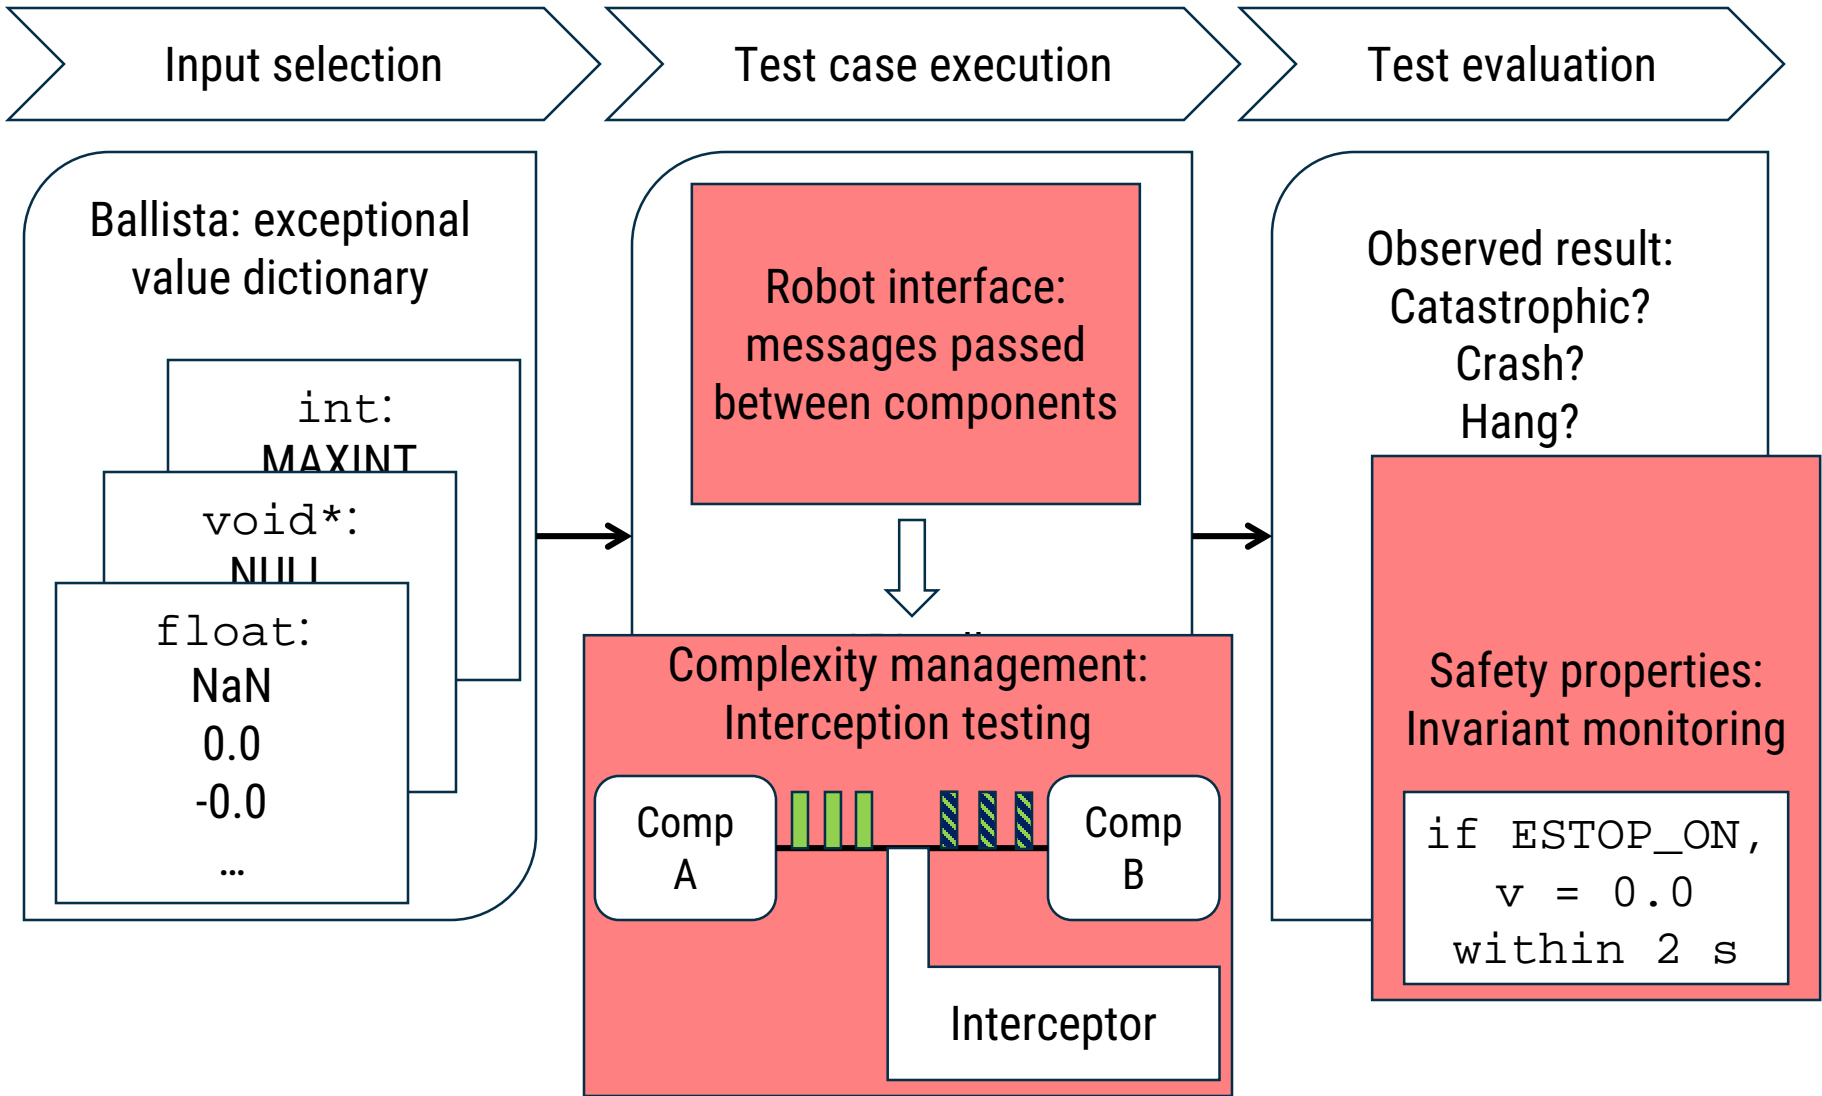 Input selection
Test case execution
Test evaluation
Ballista: exceptional
value dictionary
int:
MAXINT
void*:
NULL
float:
NaN
0.0
-0.0
…
Robot interface:
messages passed
between components
Complexity management:
Interception testing
Comp
A
Comp
B
Interceptor
Observed result:
Catastrophic?
Crash?
Hang?
Safety properties:
Invariant monitoring
if ESTOP_ON,
v = 0.0
within 2 s